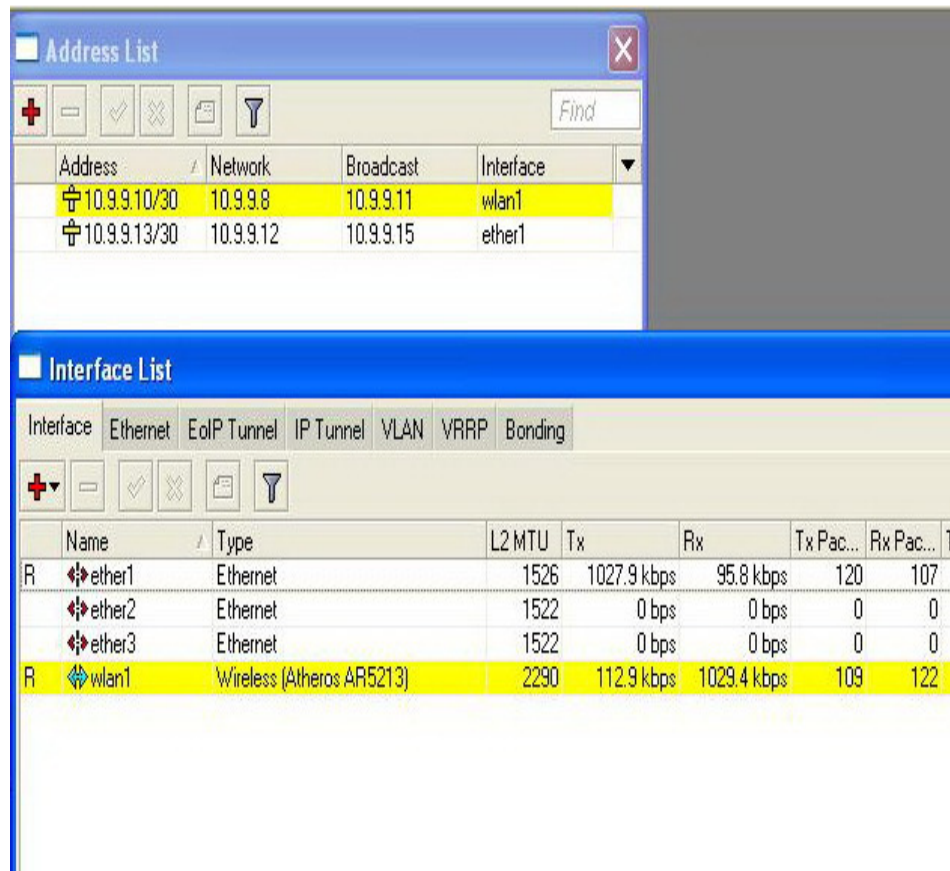 Address List
Find
Address Network Broadcast Interface
10.9.9.10/30 10.9.9.8 10.9.9.11 wlan1
10.9.9.13/30 10.9.9.12 10.9.9.15 ether1
Interface List
Interface Ethernet EoIP Tunnel IP Tunnel VLAN VRRP Bonding
Name Type L2 MTU Tx Rx Tx Pac... Rx Pac... T
R ether1 Ethernet 1526 1027.9 kbps 95.8 kbps 120 107
ether2 Ethernet 1522 0 bps 0 bps 0 0
ether3 Ethernet 1522 0 bps 0 bps 0 0
R wlan1 Wireless (Atheros AR5213) 2290 112.9 kbps 1029.4 kbps 109 122